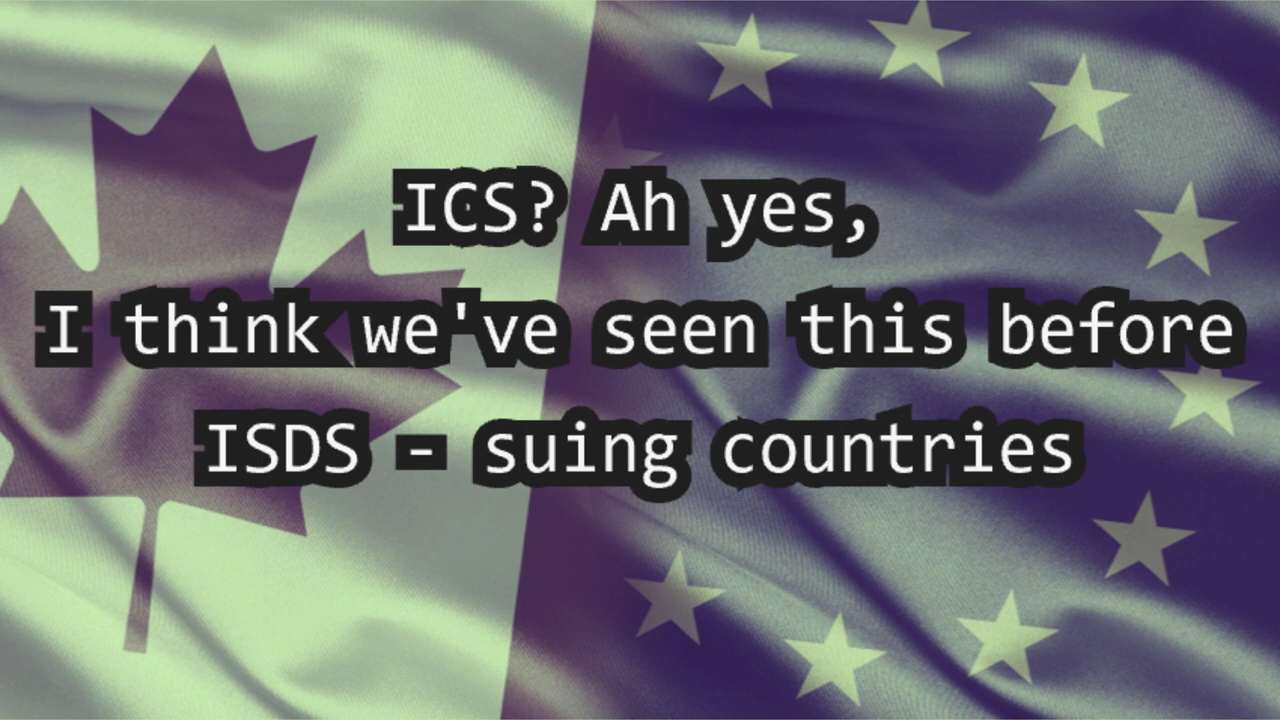 ICS? Ah yes,
I think we've seen this before
ISDS - suing countries